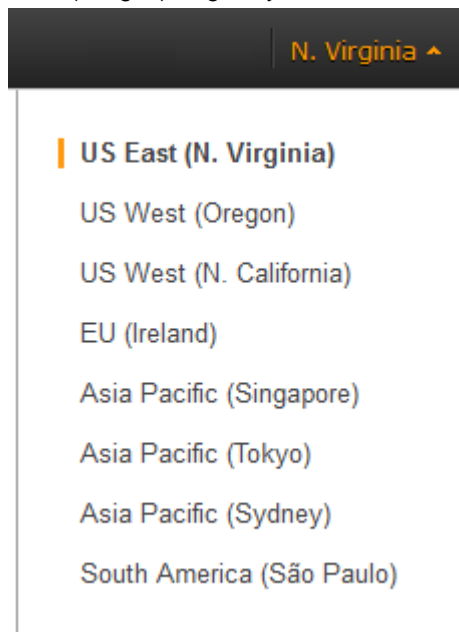 N. Virginia
US East (N. Virginia)
US West (Oregon)
US West (N. California)
EU (Ireland)
Asia Pacific (Singapore)
Asia Pacific (Tokyo)
Asia Pacific (Sydney)
South America (São Paulo)